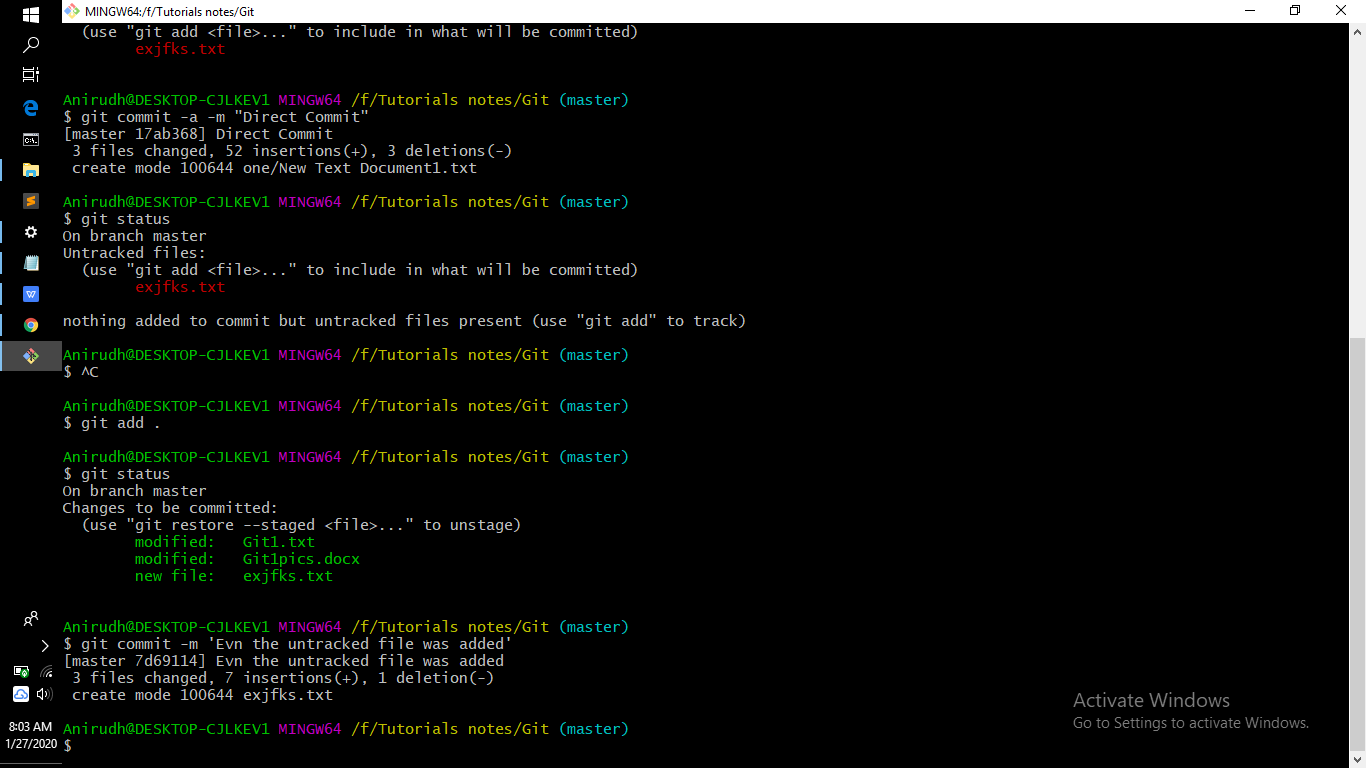 MINGW64:/f/Tutorials notes/Git
(use "git add <file>..." to include in what will be committed)
exjfks.txt
Anirudh@DESKTOP-CJLKEV1 MINGW64 /f/Tutorials notes/Git (master)
$ git commit -a -m "Direct Commit"
[master 17ab368] Direct Commit
3 files changed, 52 insertions(+), 3 deletions(-)
create mode 100644 one/New Text Document1.txt
Anirudh@DESKTOP-CJLKEV1 MINGW64 /f/Tutorials notes/Git (master)
$ git status
On branch master
Untracked files:
(use "git add <file>..." to include in what will be committed)
exjfks.txt
nothing added to commit but untracked files present (use "git add" to track)
Anirudh@DESKTOP-CJLKEV1 MINGW64 /f/Tutorials notes/Git (master)
$ ^C
Anirudh@DESKTOP-CJLKEV1 MINGW64 /f/Tutorials notes/Git (master)
$ git add .
Anirudh@DESKTOP-CJLKEV1 MINGW64 /f/Tutorials notes/Git (master)
$ git status
On branch master
Changes to be committed:
(use "git restore --staged <file>..." to unstage)
modified:   Git1.txt
modified:   Git1pics.docx
new file:   exjfks.txt
Anirudh@DESKTOP-CJLKEV1 MINGW64 /f/Tutorials notes/Git (master)
$ git commit -m 'Evn the untracked file was added'
[master 7d69114] Evn the untracked file was added
3 files changed, 7 insertions(+), 1 deletion(-)
create mode 100644 exjfks.txt
Anirudh@DESKTOP-CJLKEV1 MINGW64 /f/Tutorials notes/Git (master)
$
Activate Windows
Go to Settings to activate Windows.
8:03 AM
1/27/2020